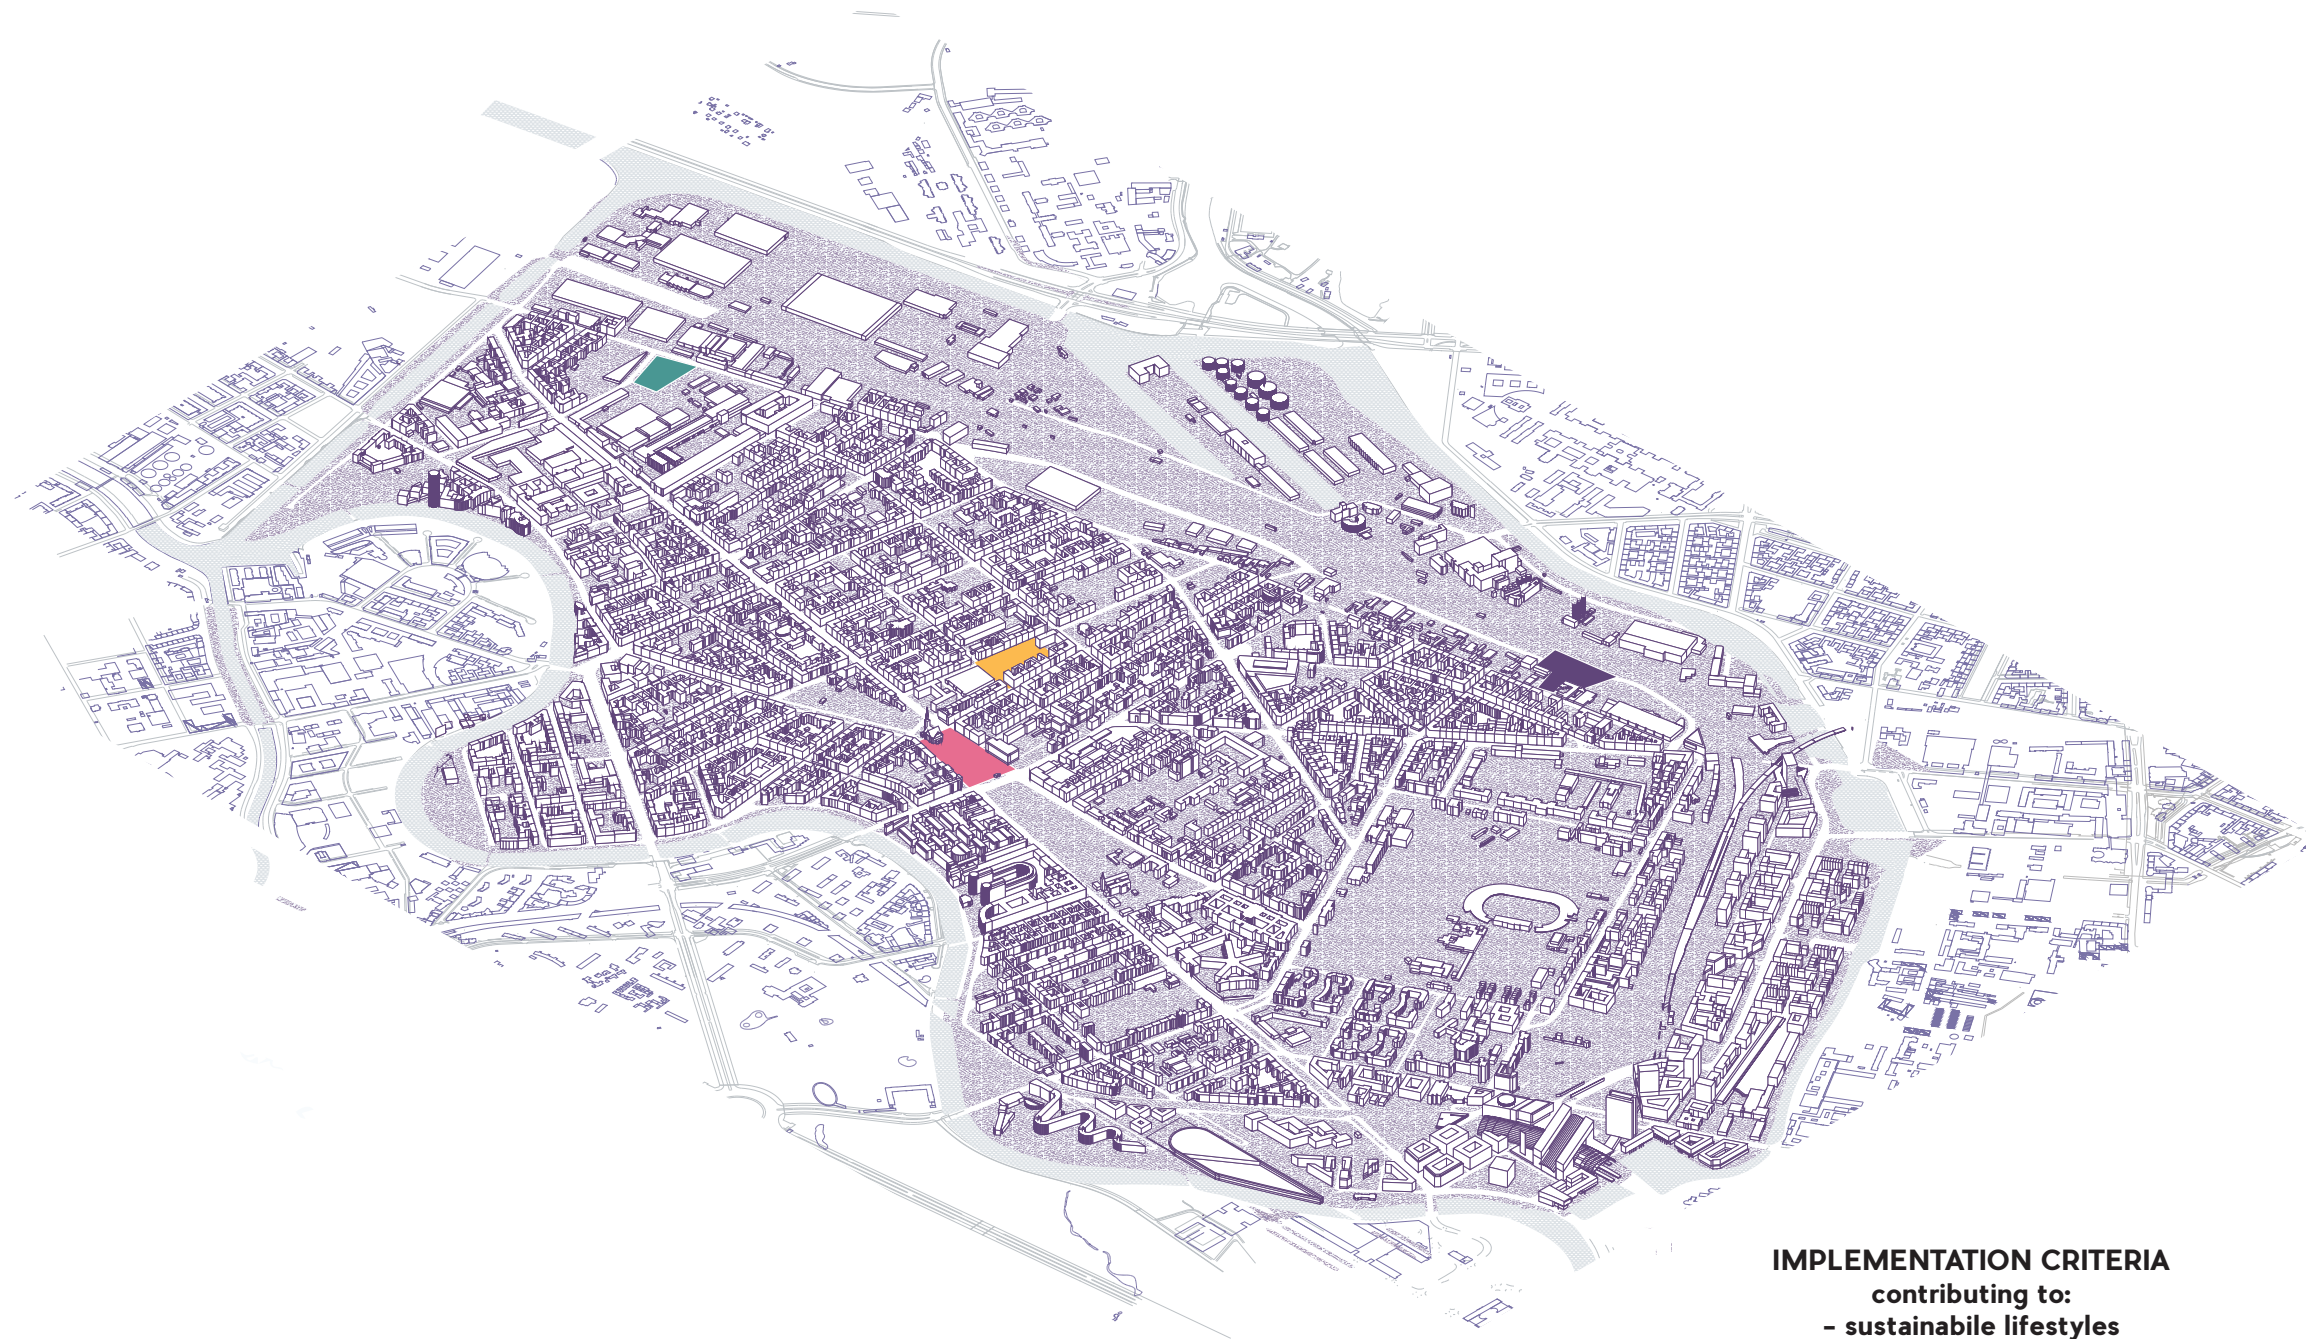 IMPLEMENTATION CRITERIA
contributing to:
- sustainabile lifestyles